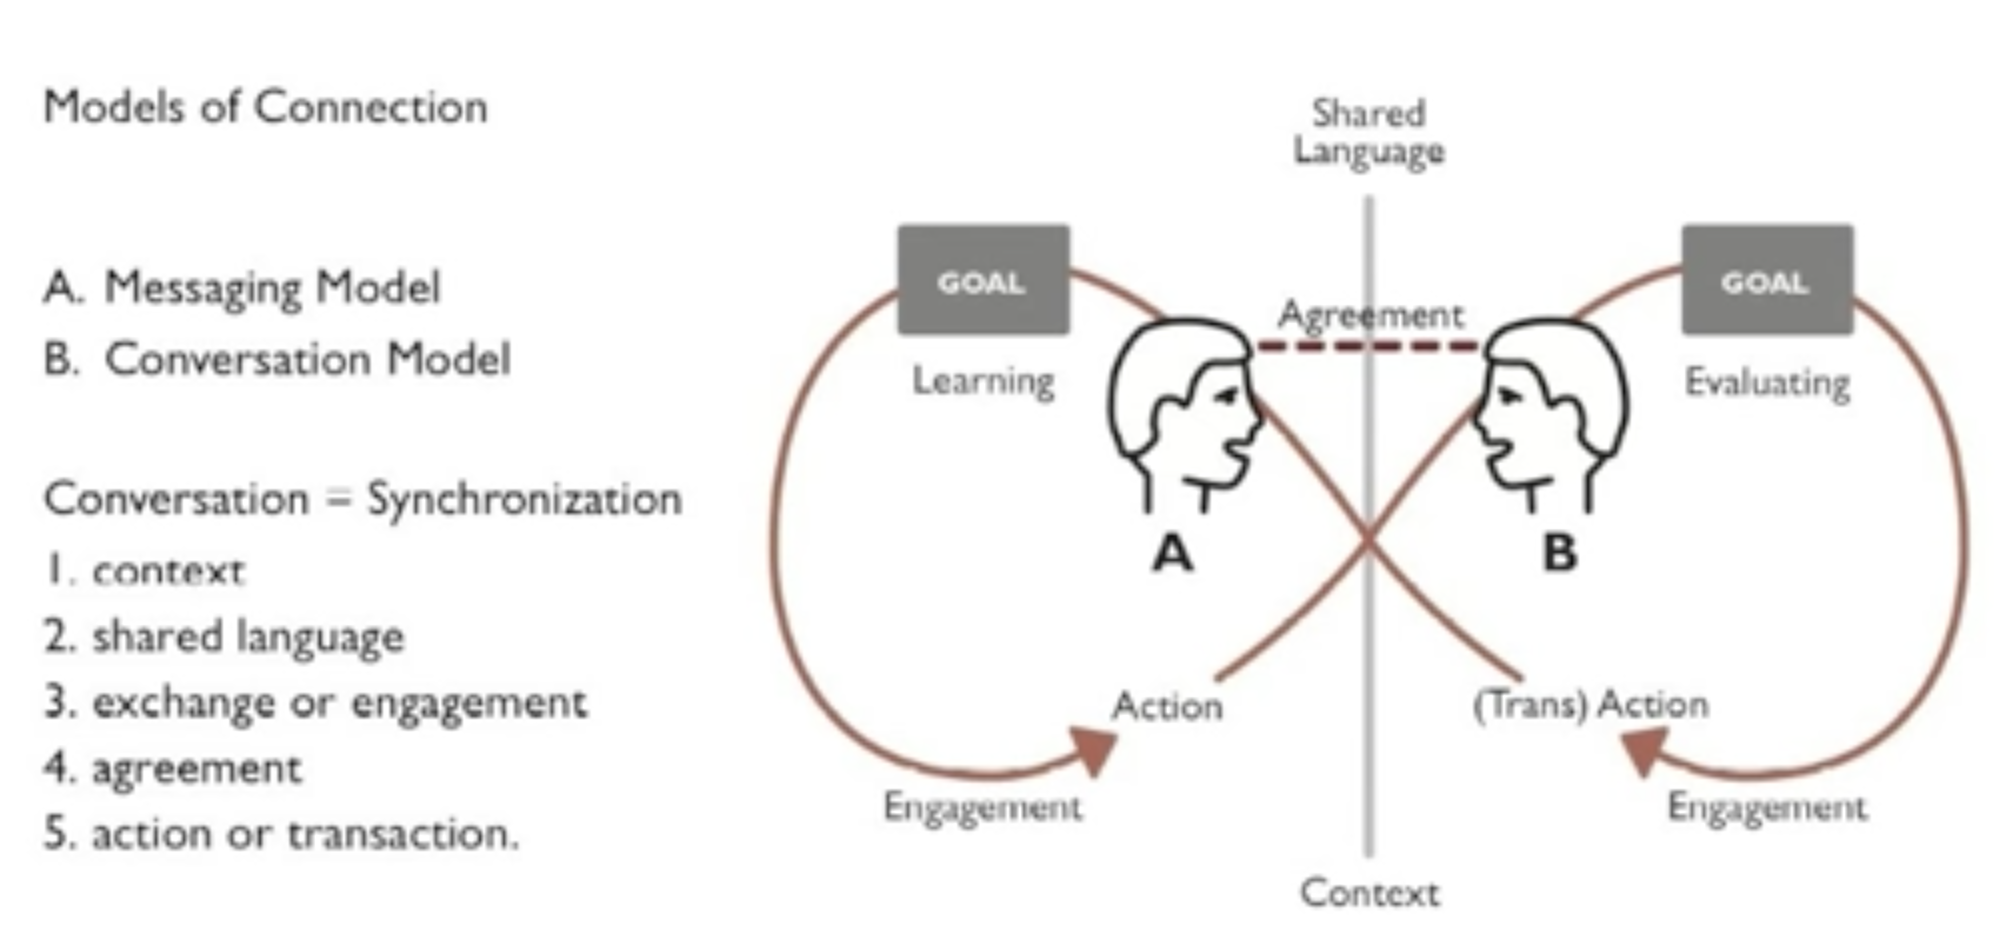 Models of Connection
A. Messaging Model
B. Conversation Model
Conversation = Synchronization
1. context
2. shared language
3. exchange or engagement
4. agreement
5. action or transaction.
Shared
Language
GOAL
GOAL
Agreement
Learning
Evaluating
A
B
Action
(Trans) Action
Engagement
Engagement
Context